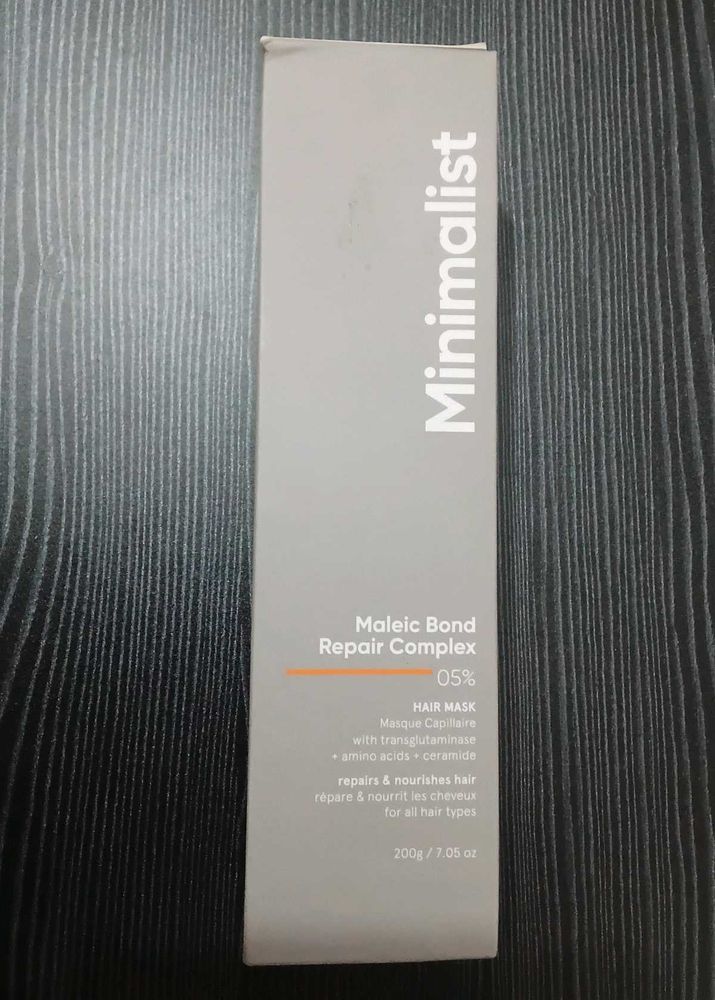 Minimalist
Maleic Bond
Repair Complex
05%
HAIR MASK
Masque Capillaire
with transglutaminase
+ amino acids + ceramide
repairs & nourishes hair
répare & nourrit les cheveux
for all hair types
200g / 7.05 oz